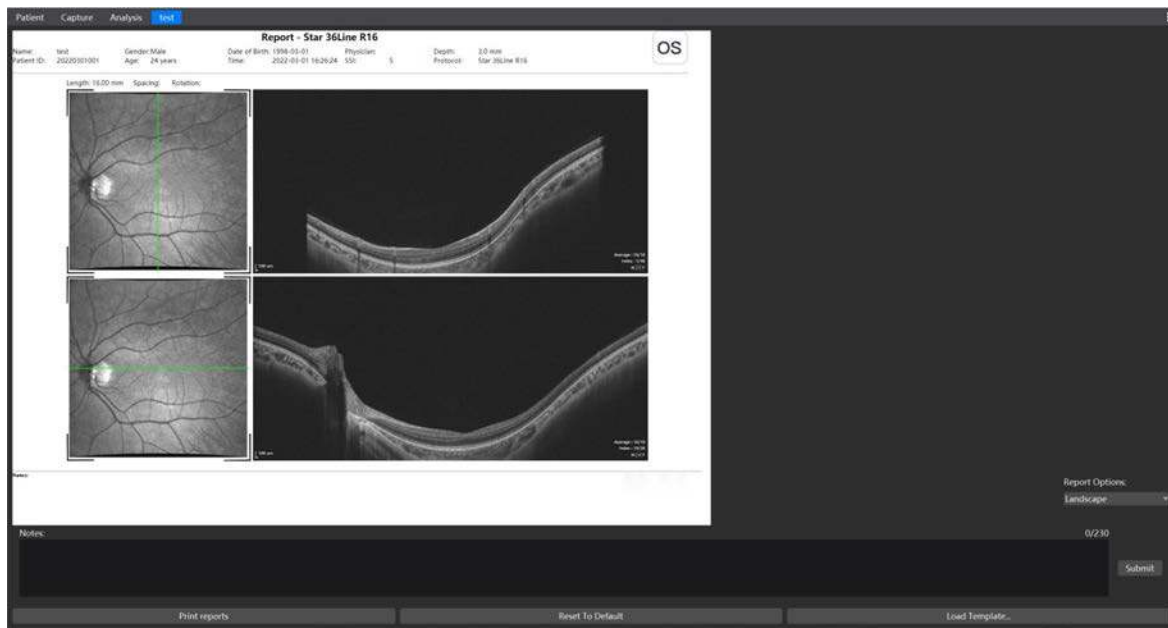 Patient Capture Analysis test
Report - Star 36Line R16
OS
Name: test Gender: Male Date of Birth: 1998-03-01 Physician: Depth: 3.0 mm
Patient ID: 20220301001 Age: 24 years Time: 2022-03-01 16:26:24 SSI: 5 Protocol: Star 36Line R16
Length: 16.00 mm Spacing: Rotation:
Notes:
Report Options:
Landscape
Notes: 0/230
Submit
Print reports Reset To Default Load Template...